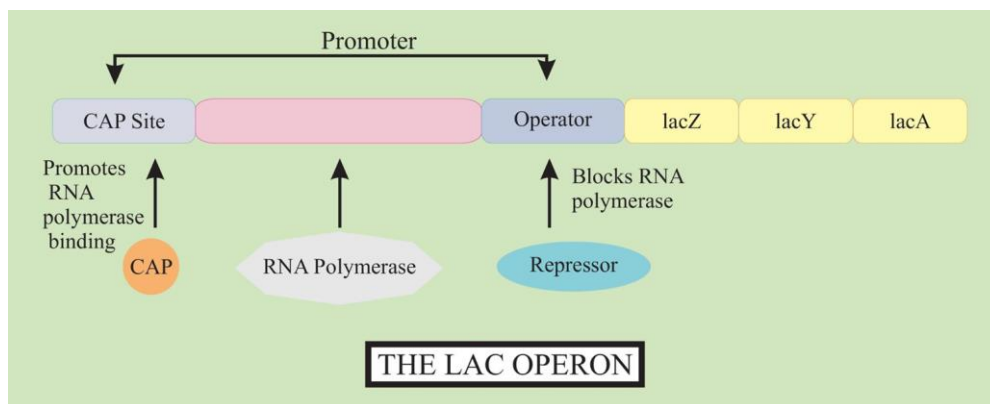 Promoter
CAP Site
Operator
lacZ
lacY
lacA
Promotes
RNA
polymerase
binding
Blocks RNA
polymerase
CAP
RNA Polymerase
Repressor
THE LAC OPERON